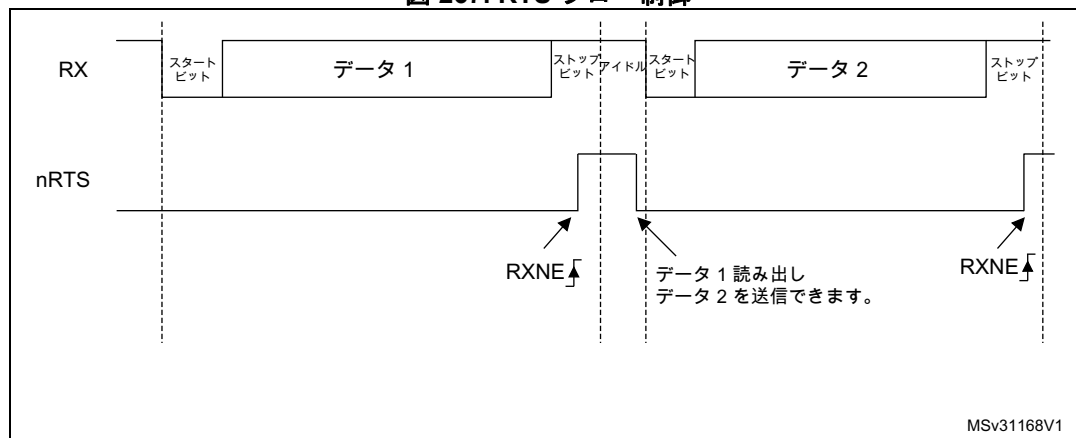 RX
スタート
ビット
データ 1
ストップ
ビット
アイドル
スタート
ビット
データ 2
ストップ
ビット
nRTS
RXNE
データ 1 読み出し
データ 2 を送信できます。
RXNE
MSv31168V1